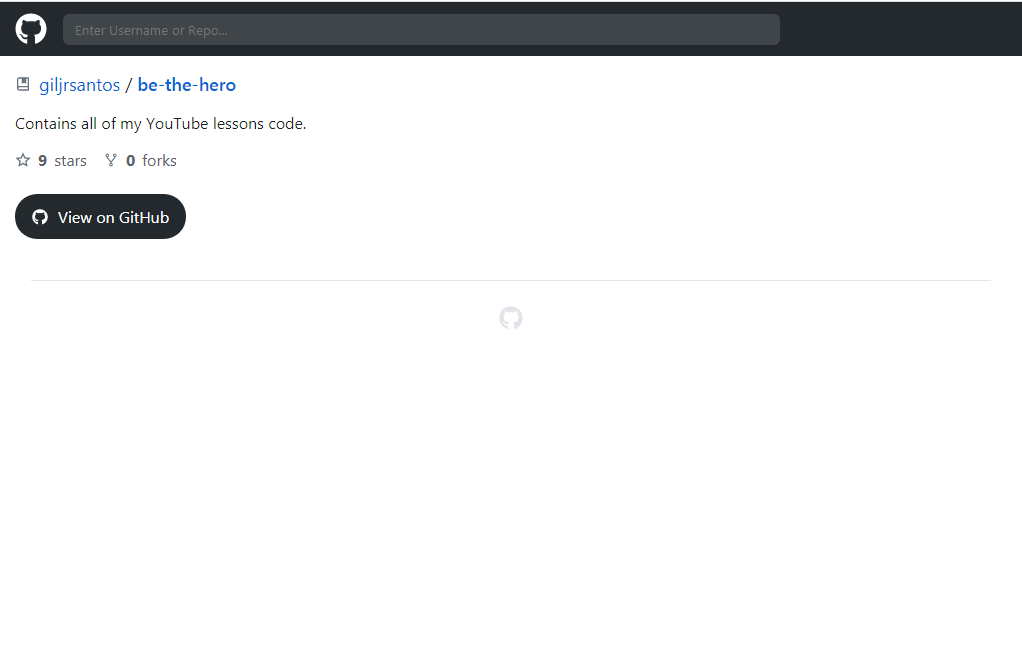 Enter Username or Repo...
giljrsantos / be-the-hero
Contains all of my YouTube lessons code.
9 stars 0 forks
View on GitHub